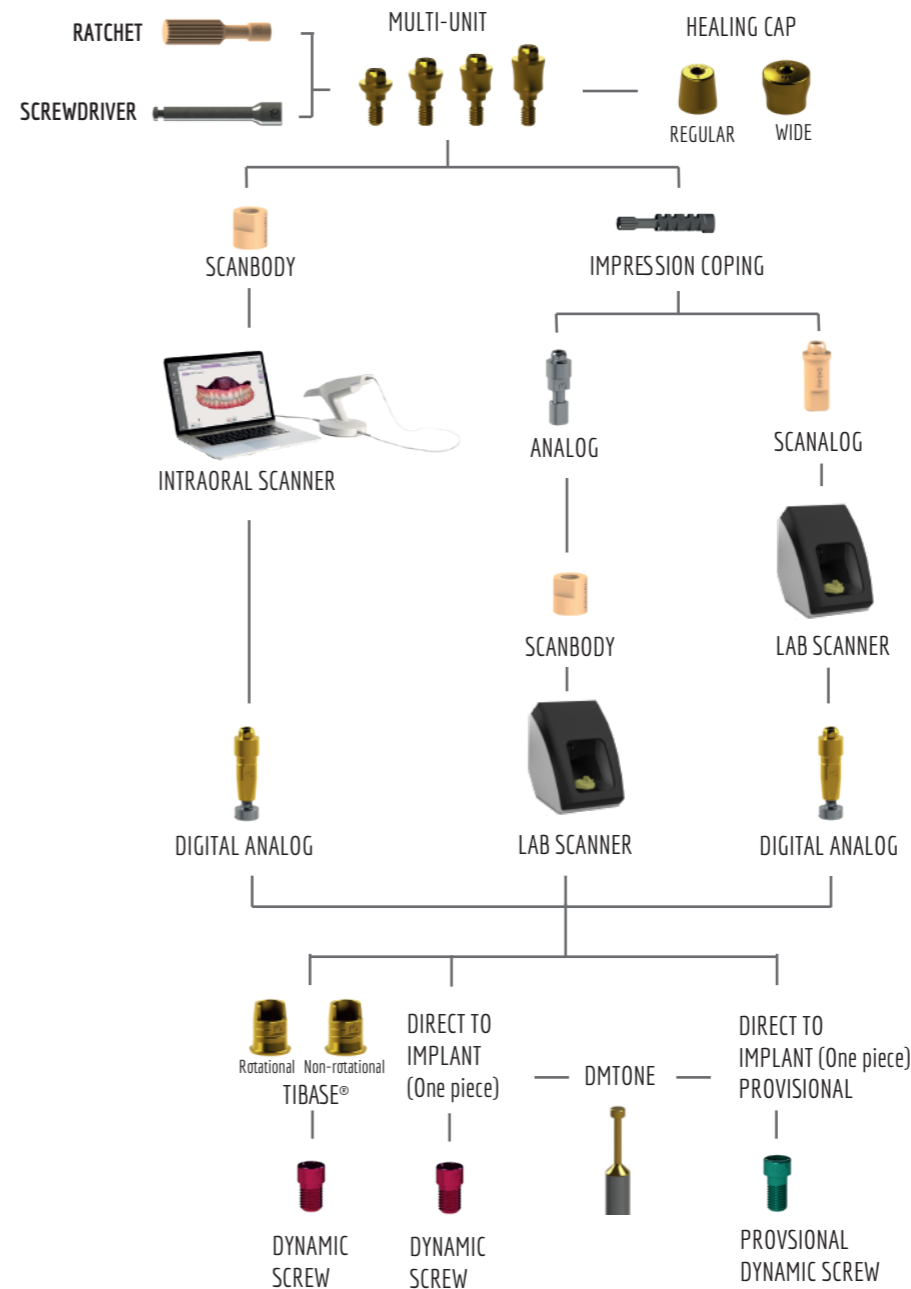 RATCHET
SCREWDRIVER
MULTI-UNIT
HEALING CAP
REGULAR
WIDE
SCANBODY
IMPRESSION COPING
INTRAORAL SCANNER
ANALOG
SCANALOG
SCANBODY
LAB SCANNER
DIGITAL ANALOG
LAB SCANNER
DIGITAL ANALOG
Rotational
Non-rotational
TIBASE®
DIRECT TO
IMPLANT
(One piece)
DMTONE
DIRECT TO
IMPLANT (One piece)
PROVISIONAL
DYNAMIC
SCREW
DYNAMIC
SCREW
PROVSIONAL
DYNAMIC SCREW